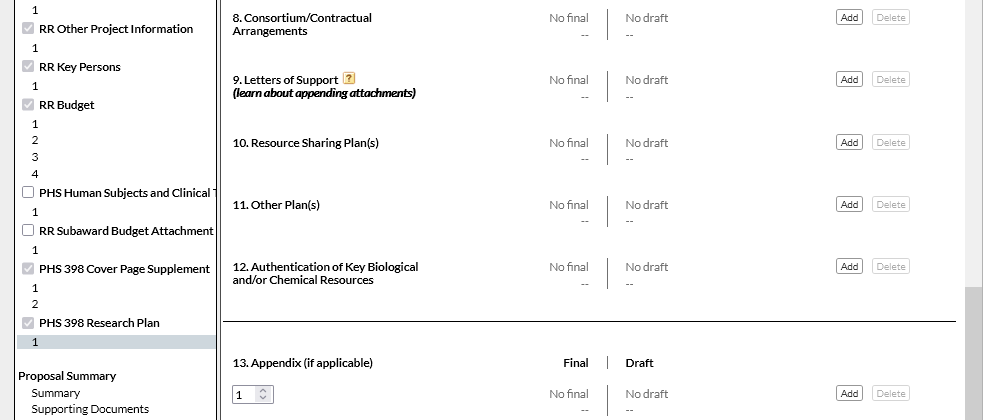 1
RR Other Project Information
1
RR Key Persons
1
RR Budget
1
2
3
4
PHS Human Subjects and Clinical
1
RR Subaward Budget Attachment
1
PHS 398 Cover Page Supplement
1
2
PHS 398 Research Plan
1
Proposal Summary
Summary
Supporting Documents
8. Consortium/Contractual
Arrangements
No final
--
No draft
--
Add
Delete
9. Letters of Support ?
(learn about appending attachments)
No final
--
No draft
--
Add
Delete
10. Resource Sharing Plan(s)
No final
--
No draft
--
Add
Delete
11. Other Plan(s)
No final
--
No draft
--
Add
Delete
12. Authentication of Key Biological
and/or Chemical Resources
No final
--
No draft
--
Add
Delete
13. Appendix (if applicable)
Final
Draft
1
No final
--
No draft
--
Add
Delete